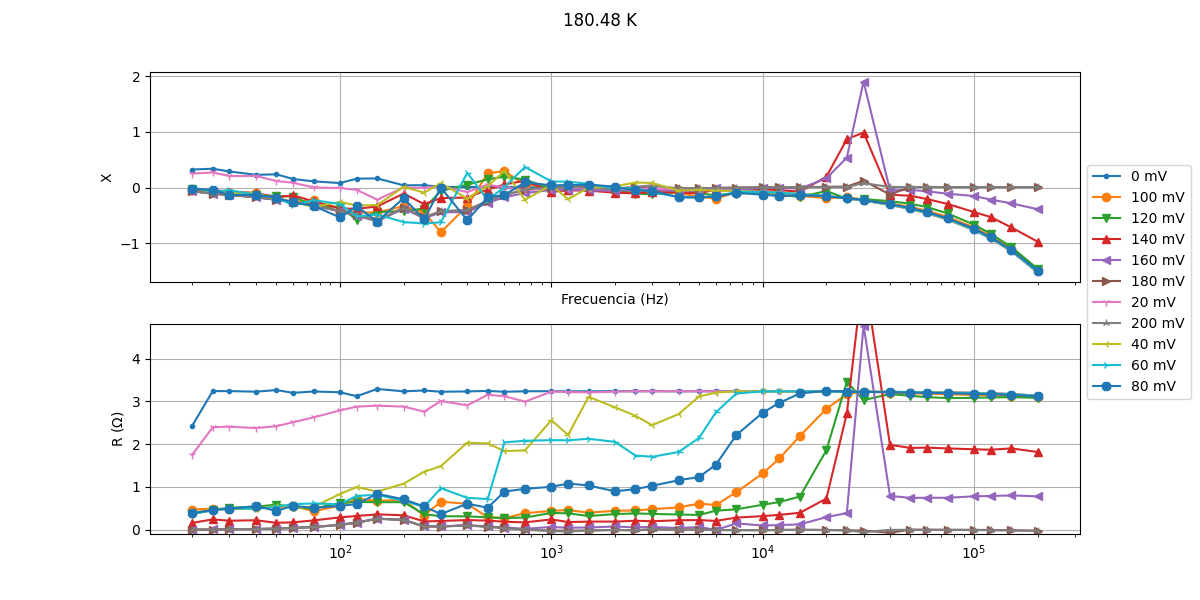 180.48 K
2
1
0
−1
X
Frecuencia (Hz)
4
3
2
1
0
R (Ω)
10²
10³
10⁴
10⁵
0 mV
100 mV
120 mV
140 mV
160 mV
180 mV
20 mV
200 mV
40 mV
60 mV
80 mV